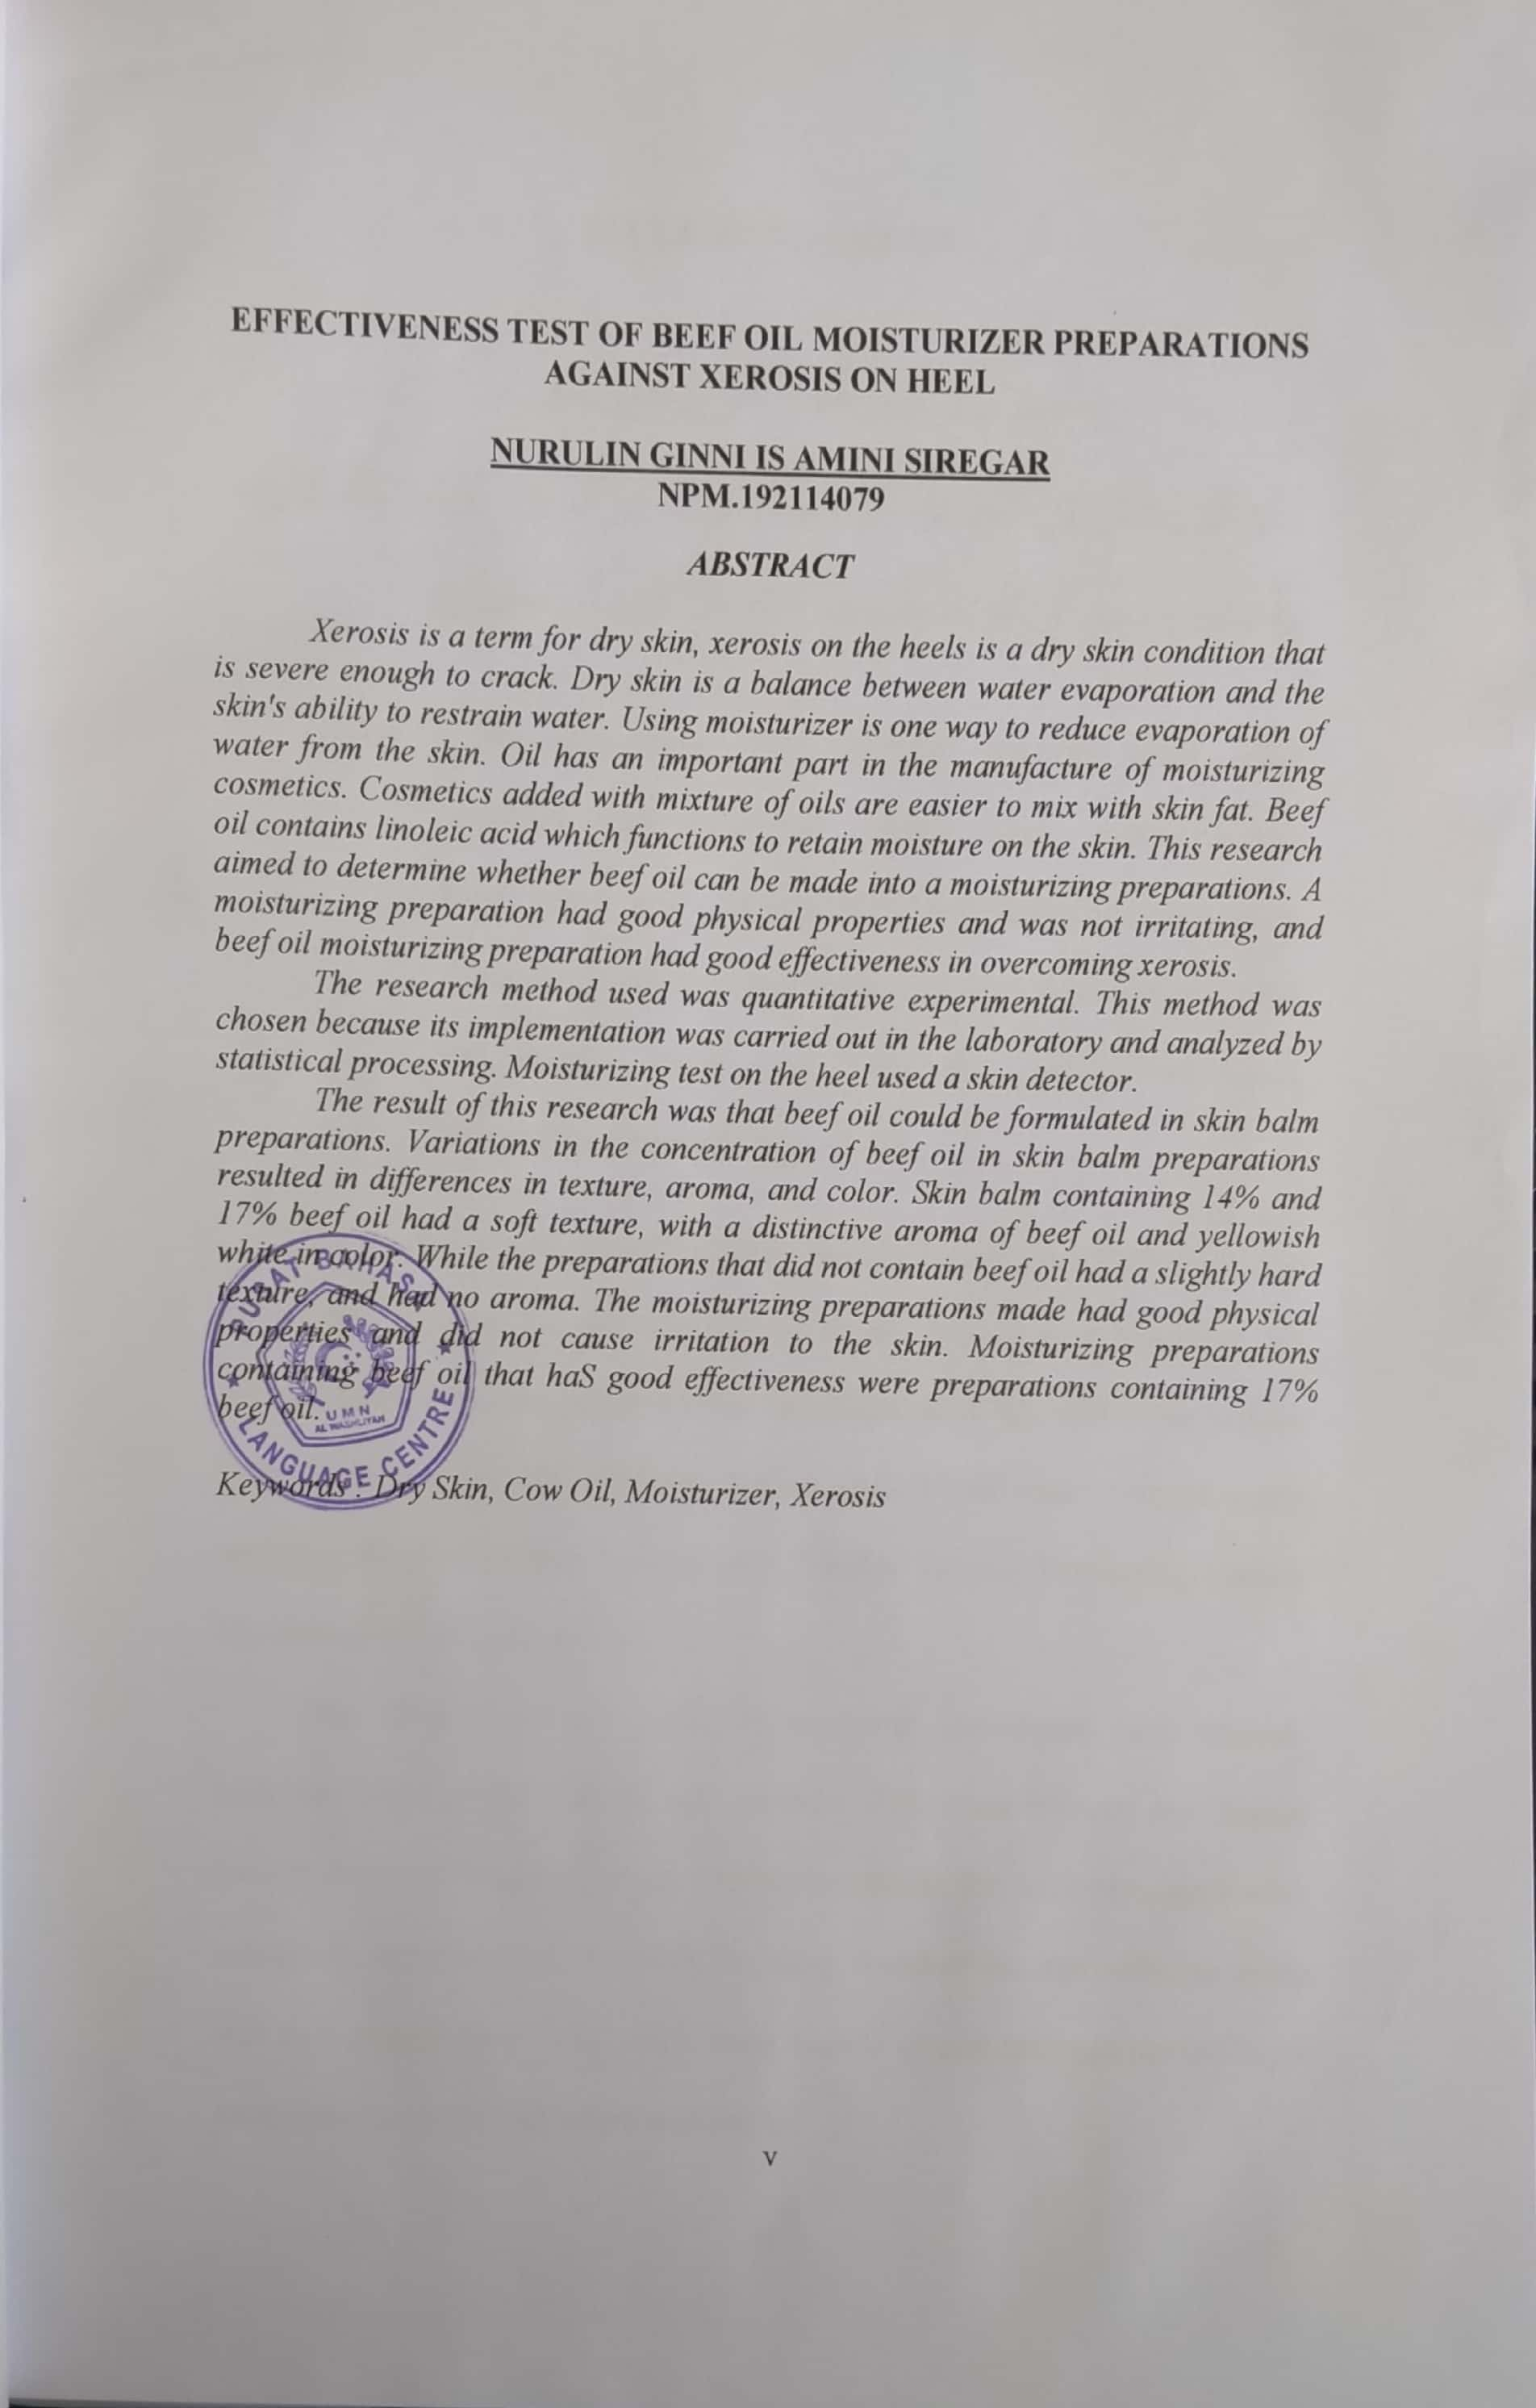 EFFECTIVENESS TEST OF BEEF OIL MOISTURIZER PREPARATIONS
AGAINST XEROSIS ON HEEL
NURULIN GINNI IS AMINI SIREGAR
NPM.192114079
ABSTRACT
Xerosis is a term for dry skin, xerosis on the heels is a dry skin condition that
is severe enough to crack. Dry skin is a balance between water evaporation and the
skin's ability to restrain water. Using moisturizer is one way to reduce evaporation of
water from the skin. Oil has an important part in the manufacture of moisturizing
cosmetics. Cosmetics added with mixture of oils are easier to mix with skin fat. Beef
oil contains linoleic acid which functions to retain moisture on the skin. This research
aimed to determine whether beef oil can be made into a moisturizing preparations. A
moisturizing preparation had good physical properties and was not irritating, and
beef oil moisturizing preparation had good effectiveness in overcoming xerosis.
The research method used was quantitative experimental. This method was
chosen because its implementation was carried out in the laboratory and analyzed by
statistical processing. Moisturizing test on the heel used a skin detector.
The result of this research was that beef oil could be formulated in skin balm
preparations. Variations in the concentration of beef oil in skin balm preparations
resulted in differences in texture, aroma, and color. Skin balm containing 14% and
17% beef oil had a soft texture, with a distinctive aroma of beef oil and yellowish
white in color. While the preparations that did not contain beef oil had a slightly hard
texture, and had no aroma. The moisturizing preparations made had good physical
properties and did not cause irritation to the skin. Moisturizing preparations
containing beef oil that haS good effectiveness were preparations containing 17%
beef oil.
Keywords : Dry Skin, Cow Oil, Moisturizer, Xerosis
PUSAT BAHASA
UMN
AL WASHLIYAH
LANGUAGE CENTRE
v